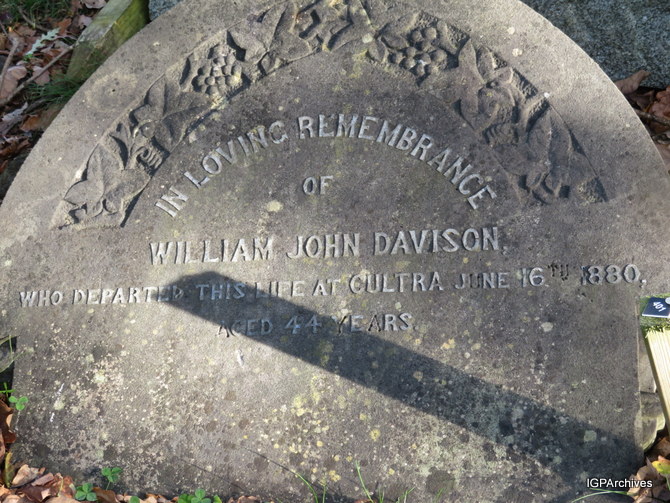 IN LOVING REMEMBRANCE
OF
WILLIAM JOHN DAVISON,
WHO DEPARTED THIS LIFE AT CULTRA JUNE 16TH 1880,
AGED 44 YEARS.
401
IGPArchives